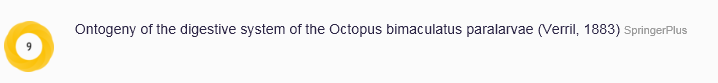 Ontogeny of the digestive system of the Octopus bimaculatus paralarvae (Verril, 1883) SpringerPlus
9